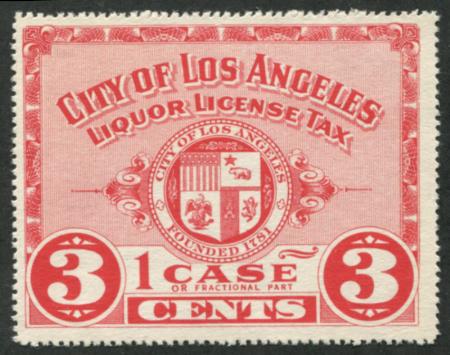 CITY OF LOS ANGELES
LIQUOR LICENSE TAX
CITY OF LOS ANGELES
FOUNDED 1781
3 1 CASE 3
OR FRACTIONAL PART
CENTS